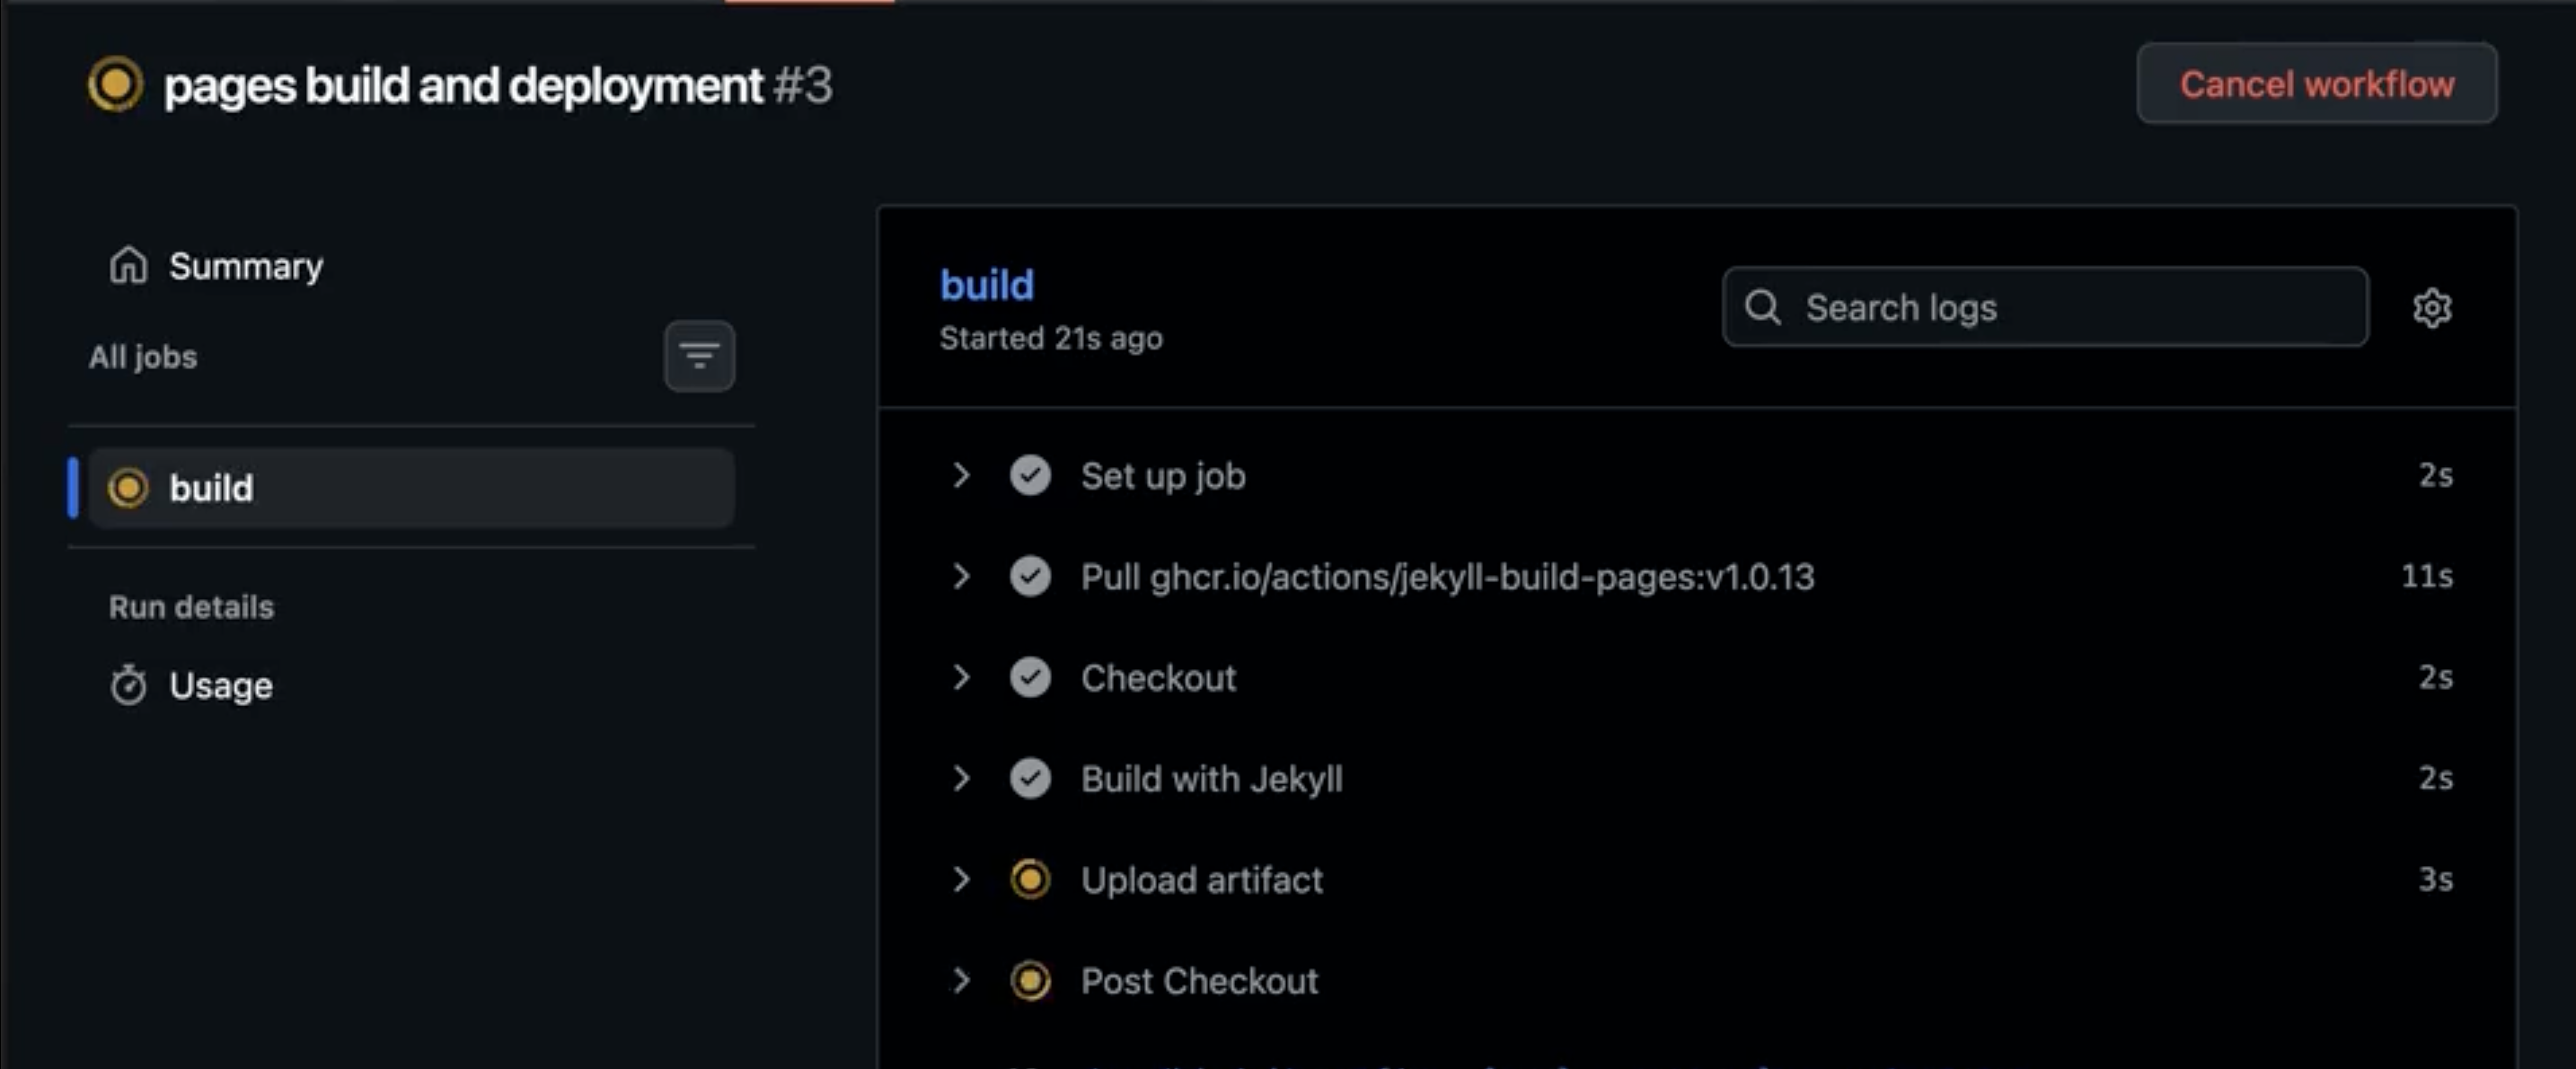 pages build and deployment #3
Cancel workflow
Summary
All jobs
build
Run details
Usage
build
Started 21s ago
Search logs
Set up job 2s
Pull ghcr.io/actions/jekyll-build-pages:v1.0.13 11s
Checkout 2s
Build with Jekyll 2s
Upload artifact 3s
Post Checkout